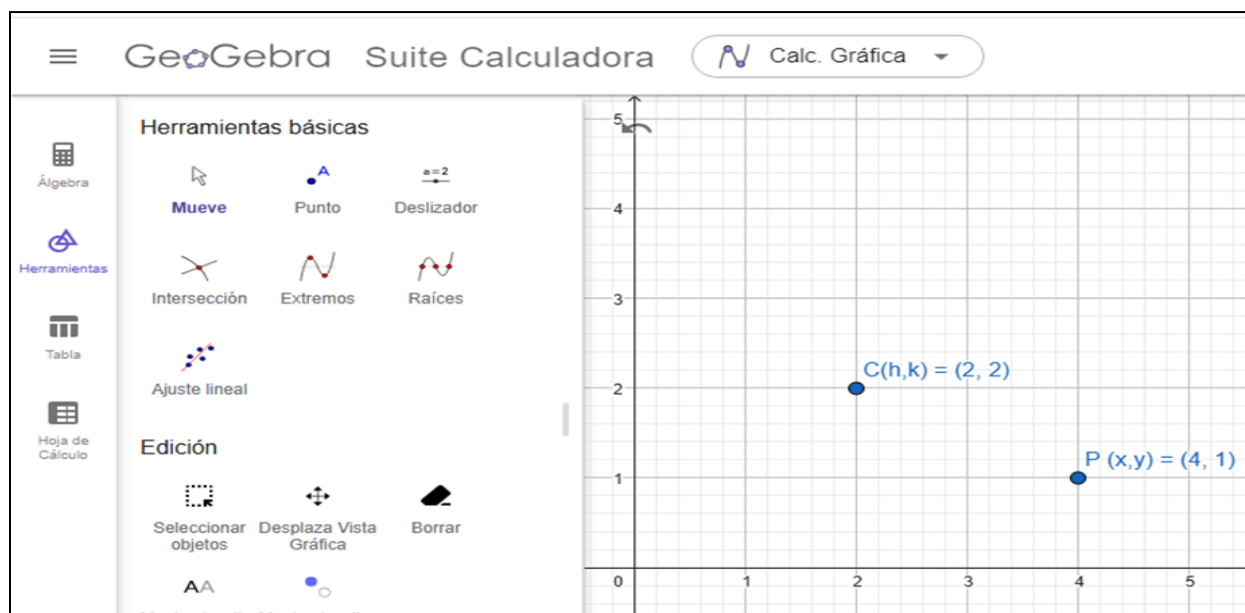 GeoGebra Suite Calculadora Calc. Gráfica
Álgebra
Herramientas
Tabla
Hoja de
Cálculo
Herramientas básicas
A a=2
Mueve Punto Deslizador
Intersección Extremos Raíces
Ajuste lineal
Edición
Seleccionar Desplaza Vista Borrar
objetos Gráfica
AA
5
4
3
2
1
0 1 2 3 4 5
C(h,k) = (2, 2)
P (x,y) = (4, 1)